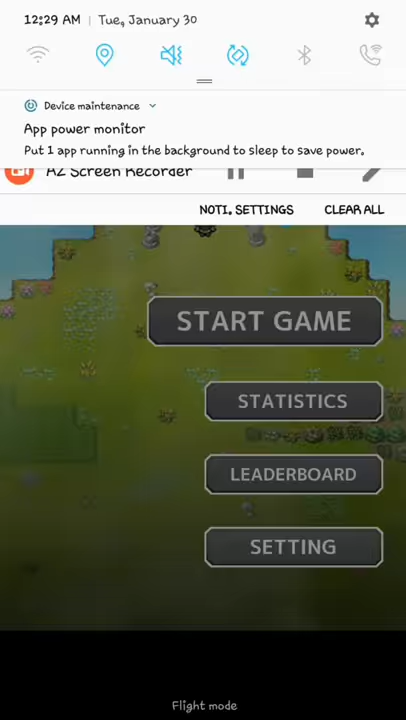 12:29 AM | Tue, January 30
Device maintenance
App power monitor
Put 1 app running in the background to sleep to save power.
AZ Screen Recorder
NOTI. SETTINGS CLEAR ALL
START GAME
STATISTICS
LEADERBOARD
SETTING
Flight mode